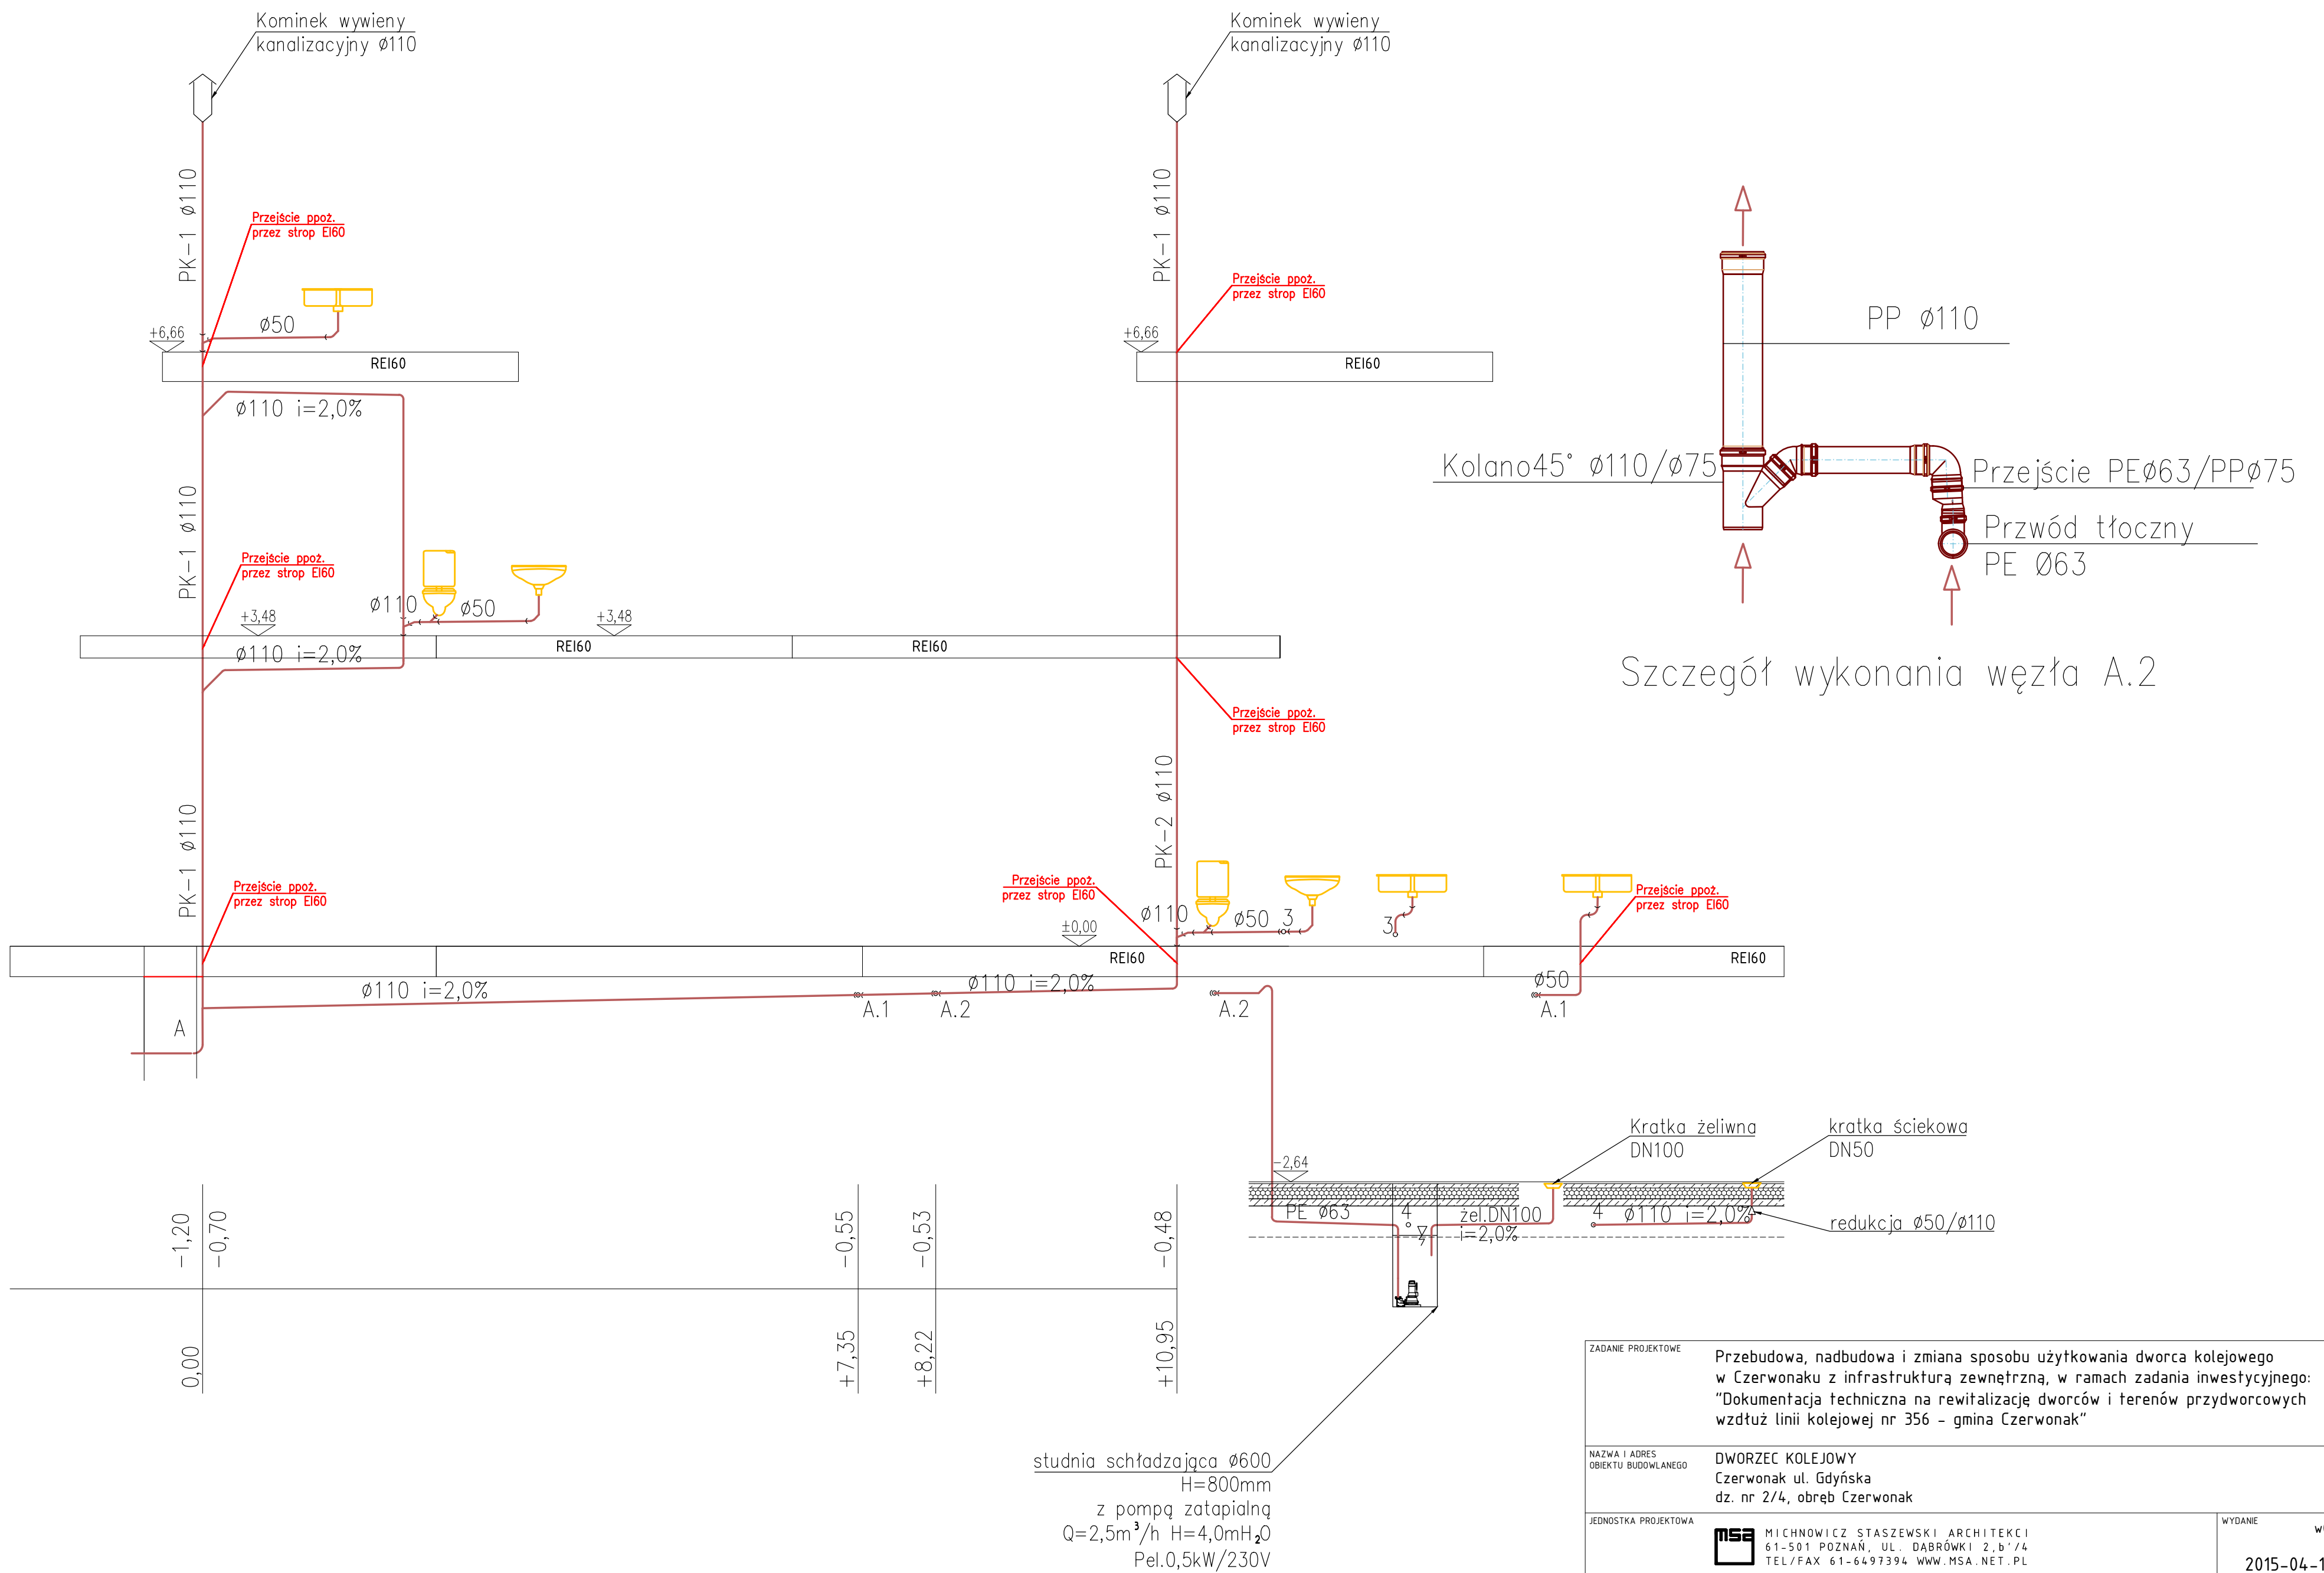 Kominek wywieny
kanalizacyjny Ø110
Kominek wywieny
kanalizacyjny Ø110
PK-1 Ø110
Przejście ppoż.
przez strop EI60
+6,66
Ø50
REI60
Ø110 i=2,0%
PK-1 Ø110
Przejście ppoż.
przez strop EI60
+3,48
Ø110
Ø50
+3,48
Ø110 i=2,0%
REI60
REI60
PK-1 Ø110
Przejście ppoż.
przez strop EI60
PK-1 Ø110
Przejście ppoż.
przez strop EI60
+6,66
REI60
Przejście ppoż.
przez strop EI60
PK-2 Ø110
Przejście ppoż.
przez strop EI60
±0,00
Ø110
Ø50
3
3
Przejście ppoż.
przez strop EI60
REI60
REI60
Ø110 i=2,0%
Ø110 i=2,0%
Ø50
A
A.1
A.2
A.2
A.1
PP Ø110
Kolano45° Ø110/Ø75
Przejście PEØ63/PPØ75
Przwód tłoczny
PE Ø63
Szczegół wykonania węzła A.2
Kratka żeliwna
DN100
kratka ściekowa
DN50
-2,64
PE Ø63
4
żel.DN100
i=2,0%
4
Ø110 i=2,0%
redukcja Ø50/Ø110
-1,20
-0,70
-0,55
-0,53
-0,48
0,00
+7,35
+8,22
+10,95
studnia schładzająca Ø600
H=800mm
z pompą zatapialną
Q=2,5m³/h H=4,0mH₂O
Pel.0,5kW/230V
ZADANIE PROJEKTOWE
Przebudowa, nadbudowa i zmiana sposobu użytkowania dworca kolejowego
w Czerwonaku z infrastrukturą zewnętrzną, w ramach zadania inwestycyjnego:
"Dokumentacja techniczna na rewitalizację dworców i terenów przydworcowych
wzdłuż linii kolejowej nr 356 - gmina Czerwonak"
NAZWA I ADRES
OBIEKTU BUDOWLANEGO
DWORZEC KOLEJOWY
Czerwonak ul. Gdyńska
dz. nr 2/4, obręb Czerwonak
JEDNOSTKA PROJEKTOWA
msa
MICHNOWICZ STASZEWSKI ARCHITEKCI
61-501 POZNAŃ, UL. DĄBRÓWKI 2,b'/4
TEL/FAX 61-6497394 WWW.MSA.NET.PL
WYDANIE
2015-04-1